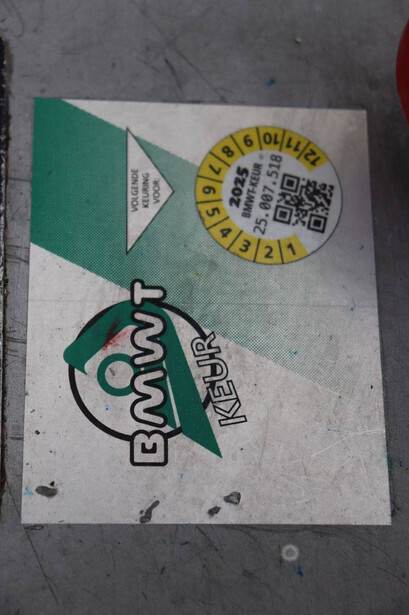 VOLGENDE
KEURING
VOOR:
1 2 3 4 5 6 7 8 9 10 11 12
2025
BMWT-KEUR ®
25.007.518
BMWT
KEUR